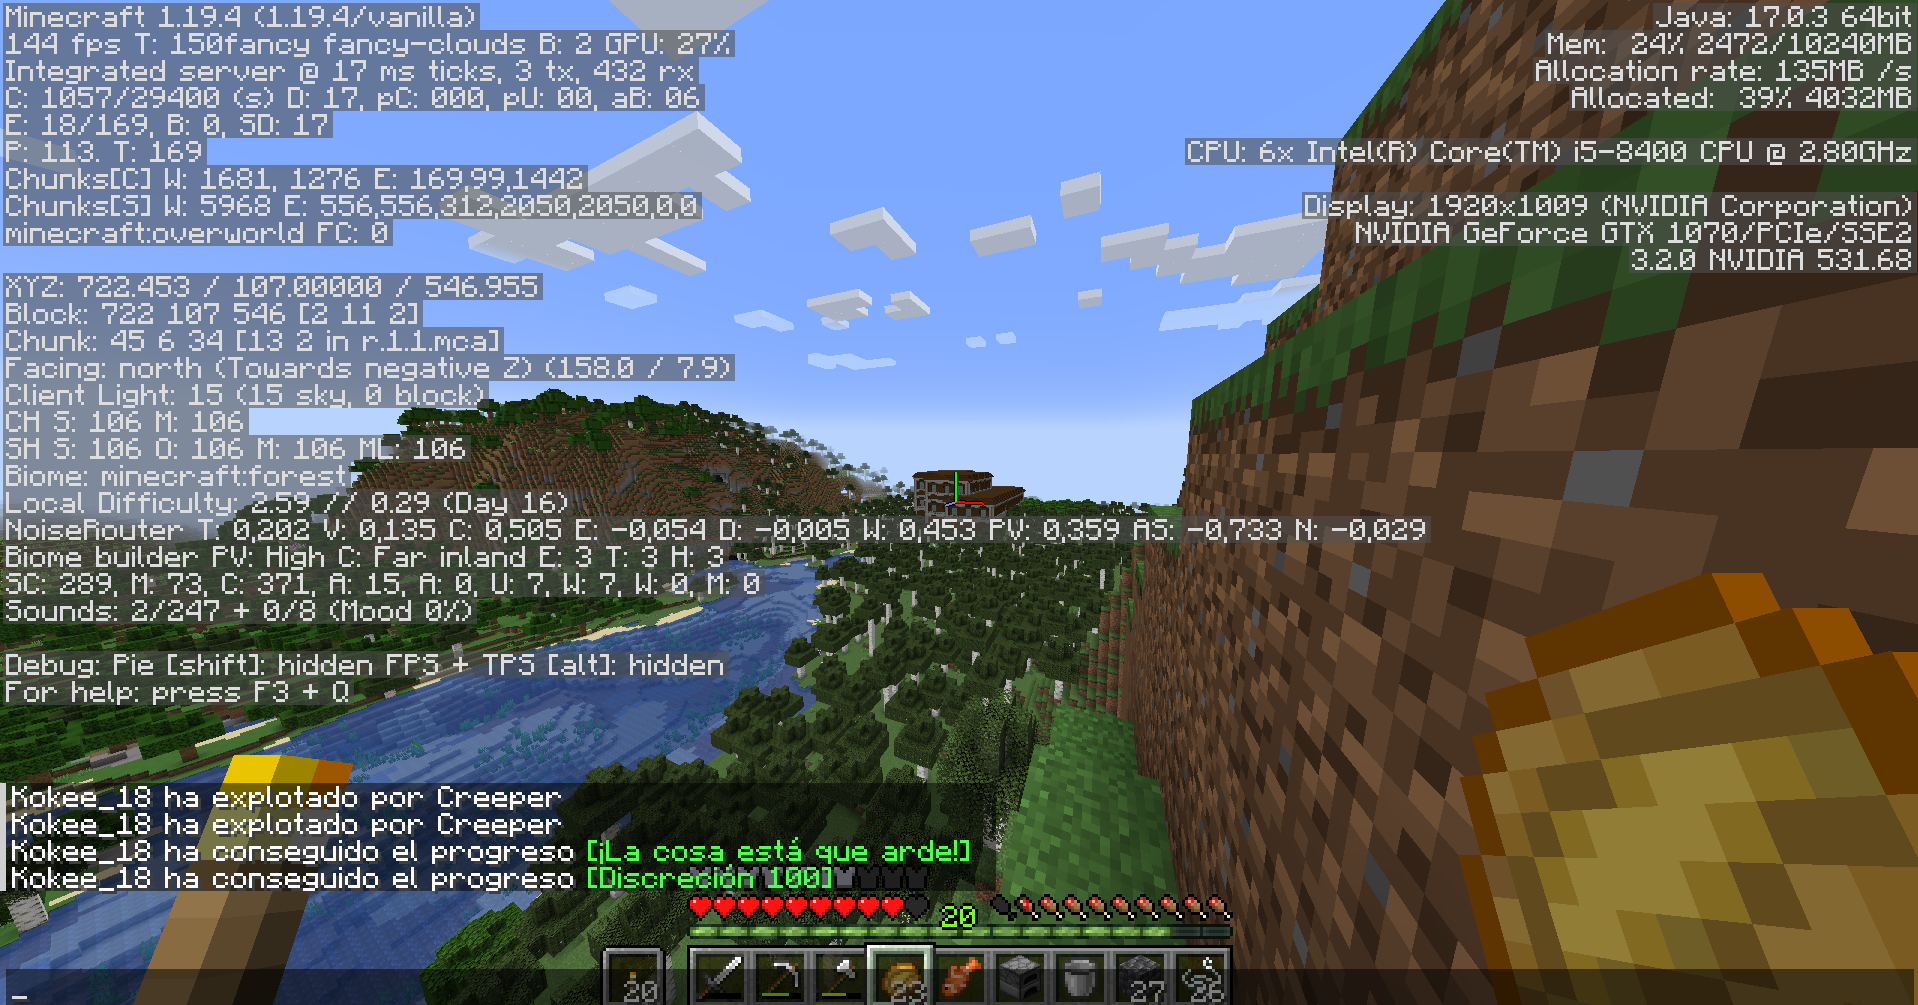 Minecraft 1.19.4 (1.19.4/vanilla)
144 fps T: 150fancy fancy-clouds B: 2 GPU: 27%
Integrated server @ 17 ms ticks, 3 tx, 432 rx
C: 1057/29400 (s) D: 17, pC: 000, pU: 00, aB: 06
E: 18/169, B: 0, SD: 17
P: 113. T: 169
Chunks[C] W: 1681, 1276 E: 169,99,1442
Chunks[S] W: 5968 E: 556,556,312,2050,2050,0,0
minecraft:overworld FC: 0
XYZ: 722.453 / 107.00000 / 546.955
Block: 722 107 546 [2 11 2]
Chunk: 45 6 34 [13 2 in r.1.1.mca]
Facing: north (Towards negative Z) (158.0 / 7.9)
Client Light: 15 (15 sky, 0 block)
CH S: 106 M: 106
SH S: 106 O: 106 M: 106 ML: 106
Biome: minecraft:forest
Local Difficulty: 2.59 // 0.29 (Day 16)
NoiseRouter T: 0,202 V: 0,135 C: 0,505 E: -0,054 D: -0,005 W: 0,453 PV: 0,359 AS: -0,733 N: -0,029
Biome builder PV: High C: Far inland E: 3 T: 3 H: 3
SC: 289, M: 73, C: 371, A: 15, A: 0, U: 7, W: 7, W: 0, M: 0
Sounds: 2/247 + 0/8 (Mood 0%)
Debug: Pie [shift]: hidden FPS + TPS [alt]: hidden
For help: press F3 + Q
Java: 17.0.3 64bit
Mem: 24% 2472/10240MB
Allocation rate: 135MB /s
Allocated: 39% 4032MB
CPU: 6x Intel(R) Core(TM) i5-8400 CPU @ 2.80GHz
Display: 1920x1009 (NVIDIA Corporation)
NVIDIA GeForce GTX 1070/PCIe/SSE2
3.2.0 NVIDIA 531.68
Kokee_18 ha explotado por Creeper
Kokee_18 ha explotado por Creeper
Kokee_18 ha conseguido el progreso [¡La cosa está que arde!]
Kokee_18 ha conseguido el progreso [Discreción 100]
20
20
23
27
26
_